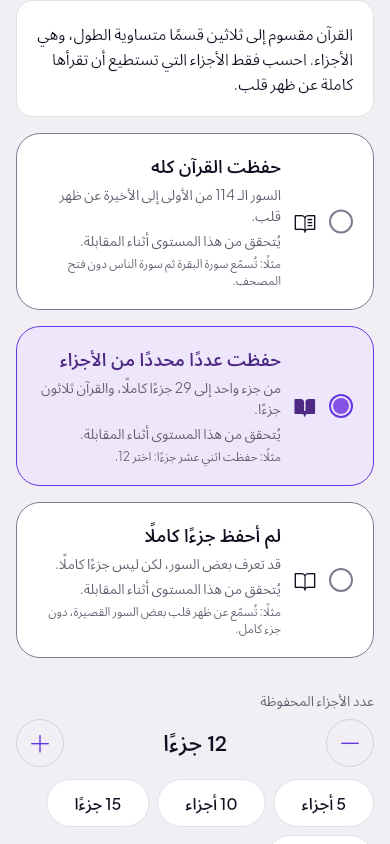 القرآن مقسوم إلى ثلاثين قسمًا متساوية الطول، وهي
الأجزاء. احسب فقط الأجزاء التي تستطيع أن تقرأها
كاملة عن ظهر قلب.
حفظت القرآن كله
السور الـ 114 من الأولى إلى الأخيرة عن ظهر
قلب.
يُتحقق من هذا المستوى أثناء المقابلة.
مثلًا: تُسمّع سورة البقرة ثم سورة الناس دون فتح
المصحف.
حفظت عددًا محددًا من الأجزاء
من جزء واحد إلى 29 جزءًا كاملًا، والقرآن ثلاثون
جزءًا.
يُتحقق من هذا المستوى أثناء المقابلة.
مثلًا: حفظت اثني عشر جزءًا: اختر 12.
لم أحفظ جزءًا كاملًا
قد تعرف بعض السور، لكن ليس جزءًا كاملًا.
يُتحقق من هذا المستوى أثناء المقابلة.
مثلًا: تُسمّع عن ظهر قلب بعض السور القصيرة، دون
جزء كامل.
عدد الأجزاء المحفوظة
12 جزءًا
5 أجزاء
10 أجزاء
15 جزءًا